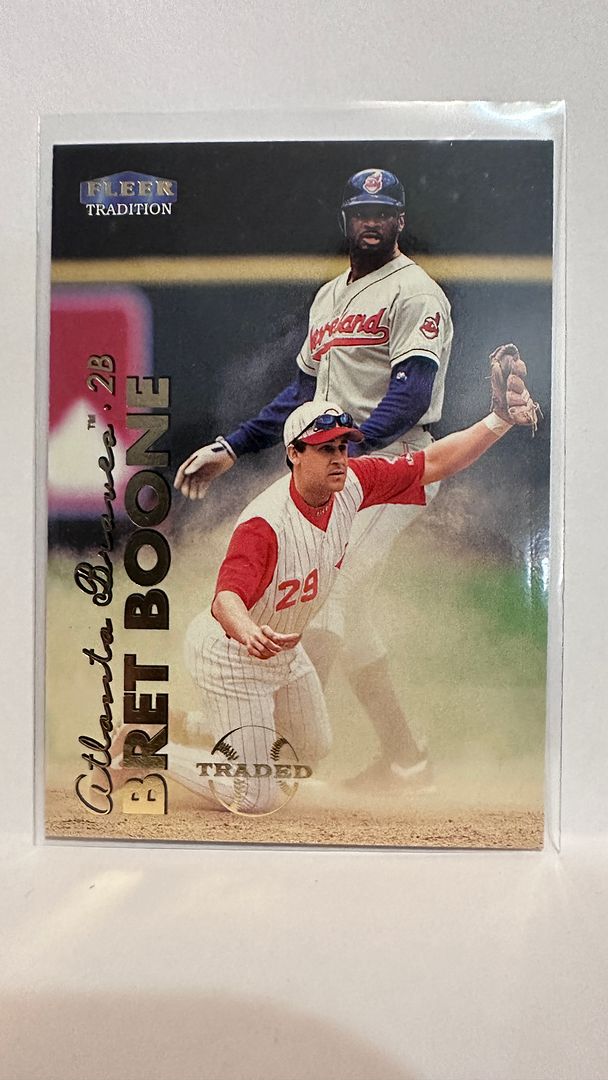 FLEER
TRADITION
Cleveland
29
Atlanta Braves™ · 2B
BRET BOONE
TRADED